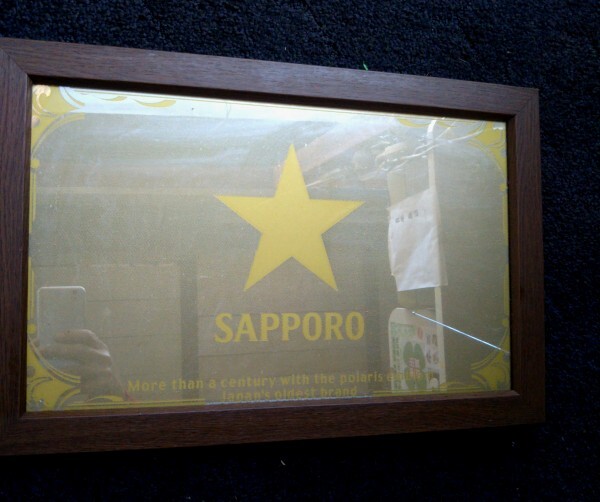 SAPPORO
More than a century with the polaris
Japan's oldest brand